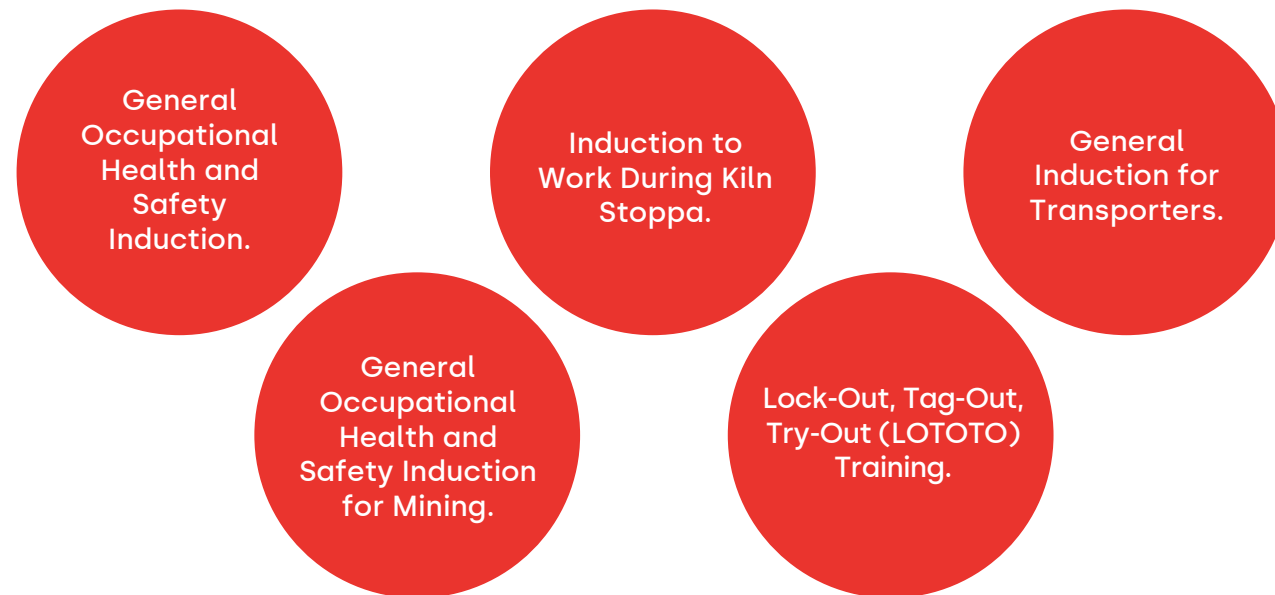 General
Occupational
Health and
Safety
Induction.
General
Occupational
Health and
Safety Induction
for Mining.
Induction to
Work During Kiln
Stoppa.
Lock-Out, Tag-Out,
Try-Out (LOTOTO)
Training.
General
Induction for
Transporters.